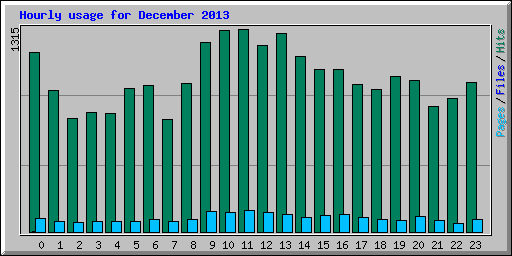 Hourly usage for December 2013
1315
Pages/Files/Hits
0 1 2 3 4 5 6 7 8 9 10 11 12 13 14 15 16 17 18 19 20 21 22 23